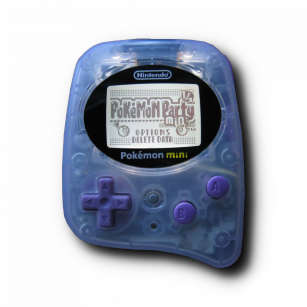 Nintendo
Pokémon Party
mini
OPTIONS
DELETE DATA
Pokémon mini
A
B